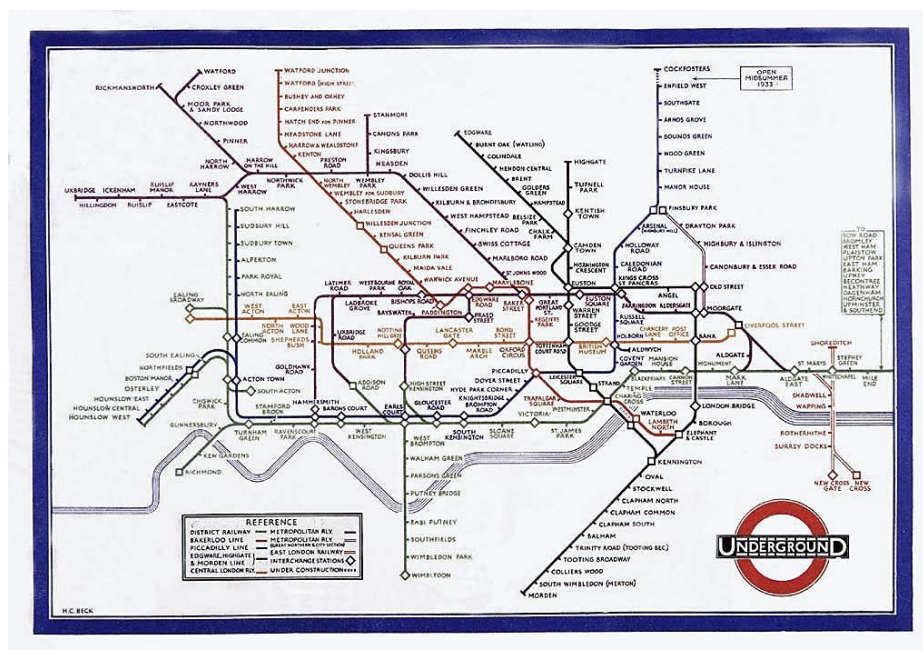 WATFORD
CROXLEY GREEN
RICKMANSWORTH
MOOR PARK
& SANDY LODGE
NORTHWOOD
PINNER
NORTH
HARROW
HARROW
ON THE HILL
NORTHWICK
PARK
PRESTON
ROAD
WEMBLEY
PARK
NEASDEN
UXBRIDGE
ICKENHAM
RUISLIP
MANOR
RAYNERS
LANE
WEST
HARROW
HILLINGDON
RUISLIP
EASTCOTE
WATFORD JUNCTION
WATFORD (HIGH STREET)
BUSHEY AND OXHEY
CARPENDERS PARK
HATCH END FOR PINNER
HEADSTONE LANE
HARROW & WEALDSTONE
KENTON
NORTH
WEMBLEY
WEMBLEY FOR SUDBURY
STONEBRIDGE PARK
HARLESDEN
WILLESDEN JUNCTION
KENSAL GREEN
QUEENS PARK
KILBURN PARK
MAIDA VALE
WARWICK AVENUE
STANMORE
CANONS PARK
KINGSBURY
DOLLIS HILL
WILLESDEN GREEN
KILBURN & BRONDESBURY
WEST HAMPSTEAD
FINCHLEY ROAD
SWISS COTTAGE
MARLBORO ROAD
ST JOHNS WOOD
EDGWARE
BURNT OAK (WATLING)
COLINDALE
HENDON CENTRAL
BRENT
GOLDERS
GREEN
HAMPSTEAD
BELSIZE
PARK
CHALK
FARM
HIGHGATE
TUFNELL
PARK
KENTISH
TOWN
CAMDEN
TOWN
MORNINGTON
CRESCENT
EUSTON
COCKFOSTERS
ENFIELD WEST
SOUTHGATE
ARNOS GROVE
BOUNDS GREEN
WOOD GREEN
TURNPIKE LANE
MANOR HOUSE
OPEN
MIDSUMMER
1933
FINSBURY PARK
ARSENAL
(HIGHBURY HILL)
DRAYTON PARK
HOLLOWAY
ROAD
HIGHBURY & ISLINGTON
CALEDONIAN
ROAD
CANONBURY & ESSEX ROAD
KINGS CROSS
ST. PANCRAS
ANGEL
OLD STREET
TO
BOW ROAD
BROMLEY
WEST HAM
PLAISTOW
UPTON PARK
EAST HAM
BARKING
UPNEY
BECONTREE
HEATHWAY
DAGENHAM
HORNCHURCH
UPMINSTER
& SOUTHEND
SOUTH HARROW
SUDBURY HILL
SUDBURY TOWN
ALPERTON
PARK ROYAL
NORTH EALING
EALING
BROADWAY
WEST
ACTON
EAST
ACTON
NORTH
ACTON
WOOD
LANE
SHEPHERDS
BUSH
EALING
COMMON
LATIMER
ROAD
WESTBOURNE
PARK
ROYAL
OAK
LADBROKE
GROVE
BISHOPS ROAD
BAYSWATER
PADDINGTON
EDGWARE
ROAD
PRAED
STREET
MARYLEBONE
BAKER
STREET
GREAT
PORTLAND
ST.
REGENTS
PARK
EUSTON
SQUARE
WARREN
STREET
GOODGE
STREET
RUSSELL
SQUARE
FARRINGDON
ALDERSGATE
MOORGATE
LIVERPOOL STREET
UXBRIDGE
ROAD
NOTTING
HILL GATE
HOLLAND
PARK
QUEENS
ROAD
LANCASTER
GATE
MARBLE
ARCH
BOND
STREET
OXFORD
CIRCUS
TOTTENHAM
COURT ROAD
BRITISH
MUSEUM
HOLBORN
CHANCERY
LANE
POST
OFFICE
BANK
ALDWYCH
COVENT
GARDEN
LEICESTER
SQUARE
STRAND
MANSION
HOUSE
MONUMENT
BLACKFRIARS
CANNON
STREET
TEMPLE
CHARING
CROSS
MARK
LANE
ALDGATE
ALDGATE
EAST
ST MARYS
SHOREDITCH
STEPNEY
GREEN
WHITECHAPEL
MILE
END
SHADWELL
WAPPING
ROTHERHITHE
SURREY DOCKS
NEW CROSS
GATE
NEW
CROSS
SOUTH EALING
NORTHFIELDS
BOSTON MANOR
OSTERLEY
HOUNSLOW EAST
HOUNSLOW CENTRAL
HOUNSLOW WEST
ACTON TOWN
SOUTH ACTON
CHISWICK
PARK
GUNNERSBURY
KEW GARDENS
RICHMOND
TURNHAM
GREEN
STAMFORD
BROOK
RAVENSCOURT
PARK
GOLDHAWK
ROAD
HAMMERSMITH
BARONS COURT
WEST
KENSINGTON
ADDISON
ROAD
HIGH STREET
KENSINGTON
EARLS
COURT
GLOUCESTER
ROAD
SOUTH
KENSINGTON
SLOANE
SQUARE
VICTORIA
ST. JAMES
PARK
WESTMINSTER
PICCADILLY
DOVER STREET
HYDE PARK CORNER
KNIGHTSBRIDGE
BROMPTON
ROAD
TRAFALGAR
SQUARE
WATERLOO
LAMBETH
NORTH
ELEPHANT
& CASTLE
LONDON BRIDGE
BOROUGH
KENNINGTON
OVAL
STOCKWELL
CLAPHAM NORTH
CLAPHAM COMMON
CLAPHAM SOUTH
BALHAM
TRINITY ROAD (TOOTING BEC)
TOOTING BROADWAY
COLLIERS WOOD
SOUTH WIMBLEDON (MERTON)
MORDEN
WEST
BROMPTON
WALHAM GREEN
PARSONS GREEN
PUTNEY BRIDGE
EAST PUTNEY
SOUTHFIELDS
WIMBLEDON PARK
WIMBLEDON
REFERENCE
DISTRICT RAILWAY
BAKERLOO LINE
PICCADILLY LINE
EDGWARE, HIGHGATE
& MORDEN LINE
CENTRAL LONDON RLY.
METROPOLITAN RLY.
METROPOLITAN RLY.
(GREAT NORTHERN & CITY SECTION)
EAST LONDON RAILWAY
INTERCHANGE STATIONS
UNDER CONSTRUCTION
UNDERGROUND
H.C. BECK